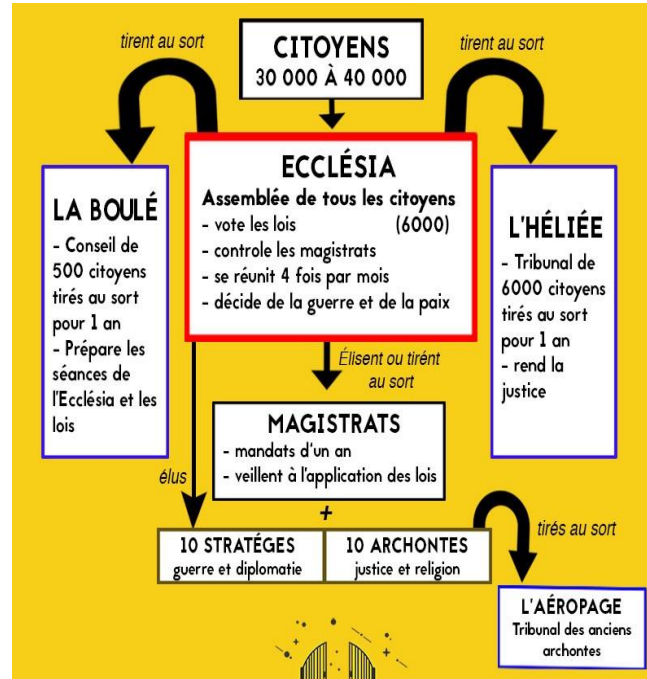 tirent au sort
CITOYENS
30 000 À 40 000
tirent au sort
ECCLÉSIA
Assemblée de tous les citoyens
- vote les lois (6000)
- controle les magistrats
- se réunit 4 fois par mois
- décide de la guerre et de la paix
LA BOULÉ
- Conseil de
500 citoyens
tirés au sort
pour 1 an
- Prépare les
séances de
l'Ecclésia et les
lois
L'HÉLIÉE
- Tribunal de
6000 citoyens
tirés au sort
pour 1 an
- rend la
justice
Élisent ou tirént
au sort
MAGISTRATS
- mandats d'un an
- veillent à l'application des lois
élus
+
10 STRATÉGES
guerre et diplomatie
10 ARCHONTES
justice et religion
tirés au sort
L'AÉROPAGE
Tribunal des anciens
archontes